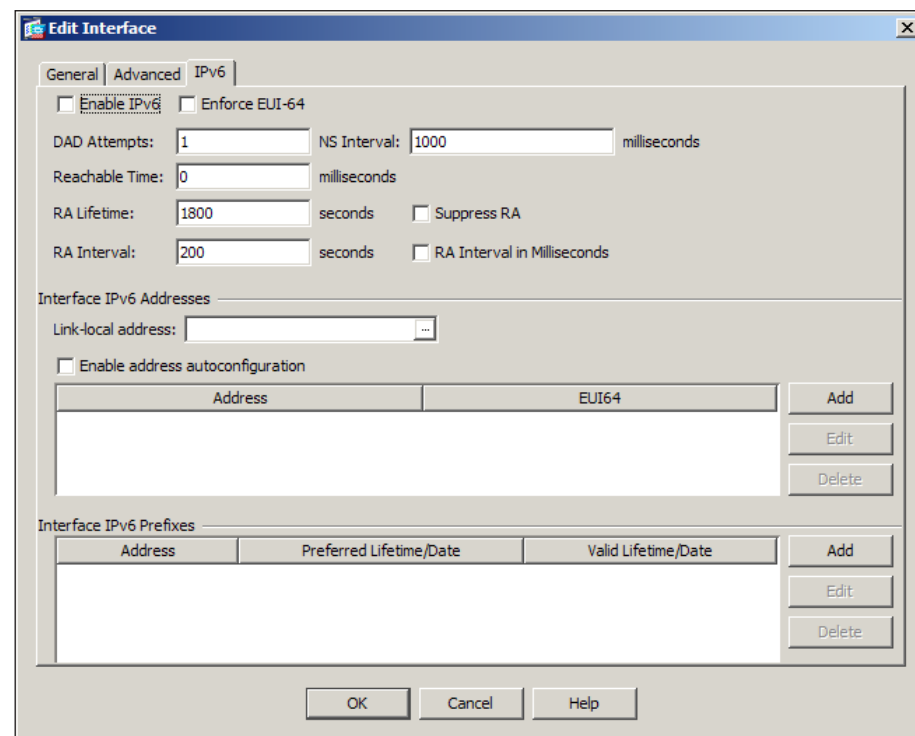 Edit Interface
General Advanced IPv6
Enable IPv6 Enforce EUI-64
DAD Attempts: 1 NS Interval: 1000 milliseconds
Reachable Time: 0 milliseconds
RA Lifetime: 1800 seconds Suppress RA
RA Interval: 200 seconds RA Interval in Milliseconds
Interface IPv6 Addresses
Link-local address: ...
Enable address autoconfiguration
Address EUI64 Add
Edit
Delete
Interface IPv6 Prefixes
Address Preferred Lifetime/Date Valid Lifetime/Date Add
Edit
Delete
OK Cancel Help